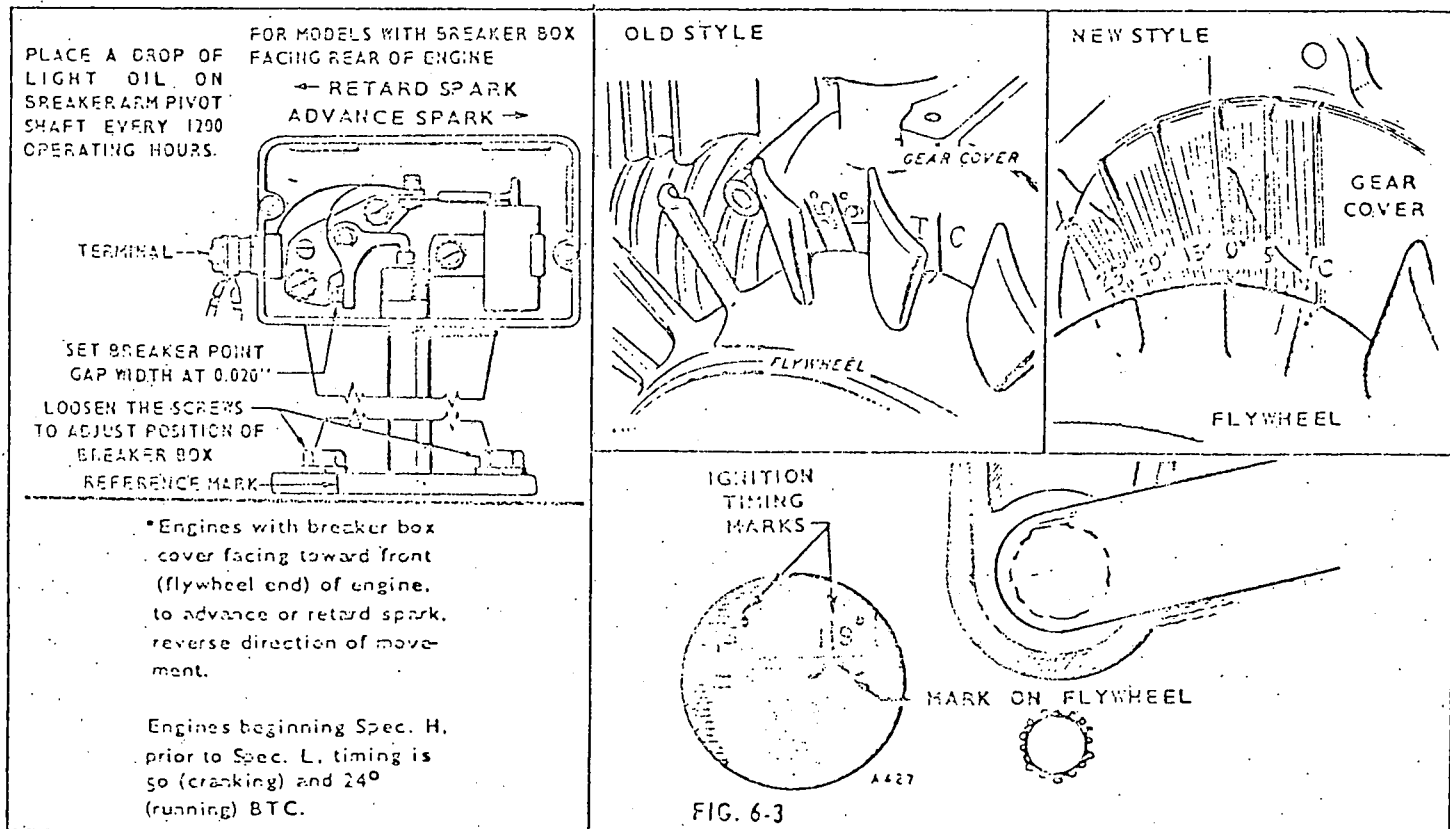 PLACE A DROP OF
LIGHT OIL ON
BREAKER ARM PIVOT
SHAFT EVERY 1200
OPERATING HOURS.
FOR MODELS WITH BREAKER BOX
FACING REAR OF ENGINE
← RETARD SPARK
ADVANCE SPARK →
TERMINAL
SET BREAKER POINT
GAP WIDTH AT 0.020"
LOOSEN THE SCREWS
TO ADJUST POSITION OF
BREAKER BOX
REFERENCE MARK
*Engines with breaker box
cover facing toward front
(flywheel end) of engine,
to advance or retard spark,
reverse direction of move-
ment.
Engines beginning Spec. H,
prior to Spec. L, timing is
5o (cranking) and 24°
(running) BTC.
OLD STYLE
GEAR COVER
TC
FLYWHEEL
NEW STYLE
GEAR
COVER
25° 20° 15° 5 TC
FLYWHEEL
IGNITION
TIMING
MARKS
MARK ON FLYWHEEL
A427
FIG. 6-3